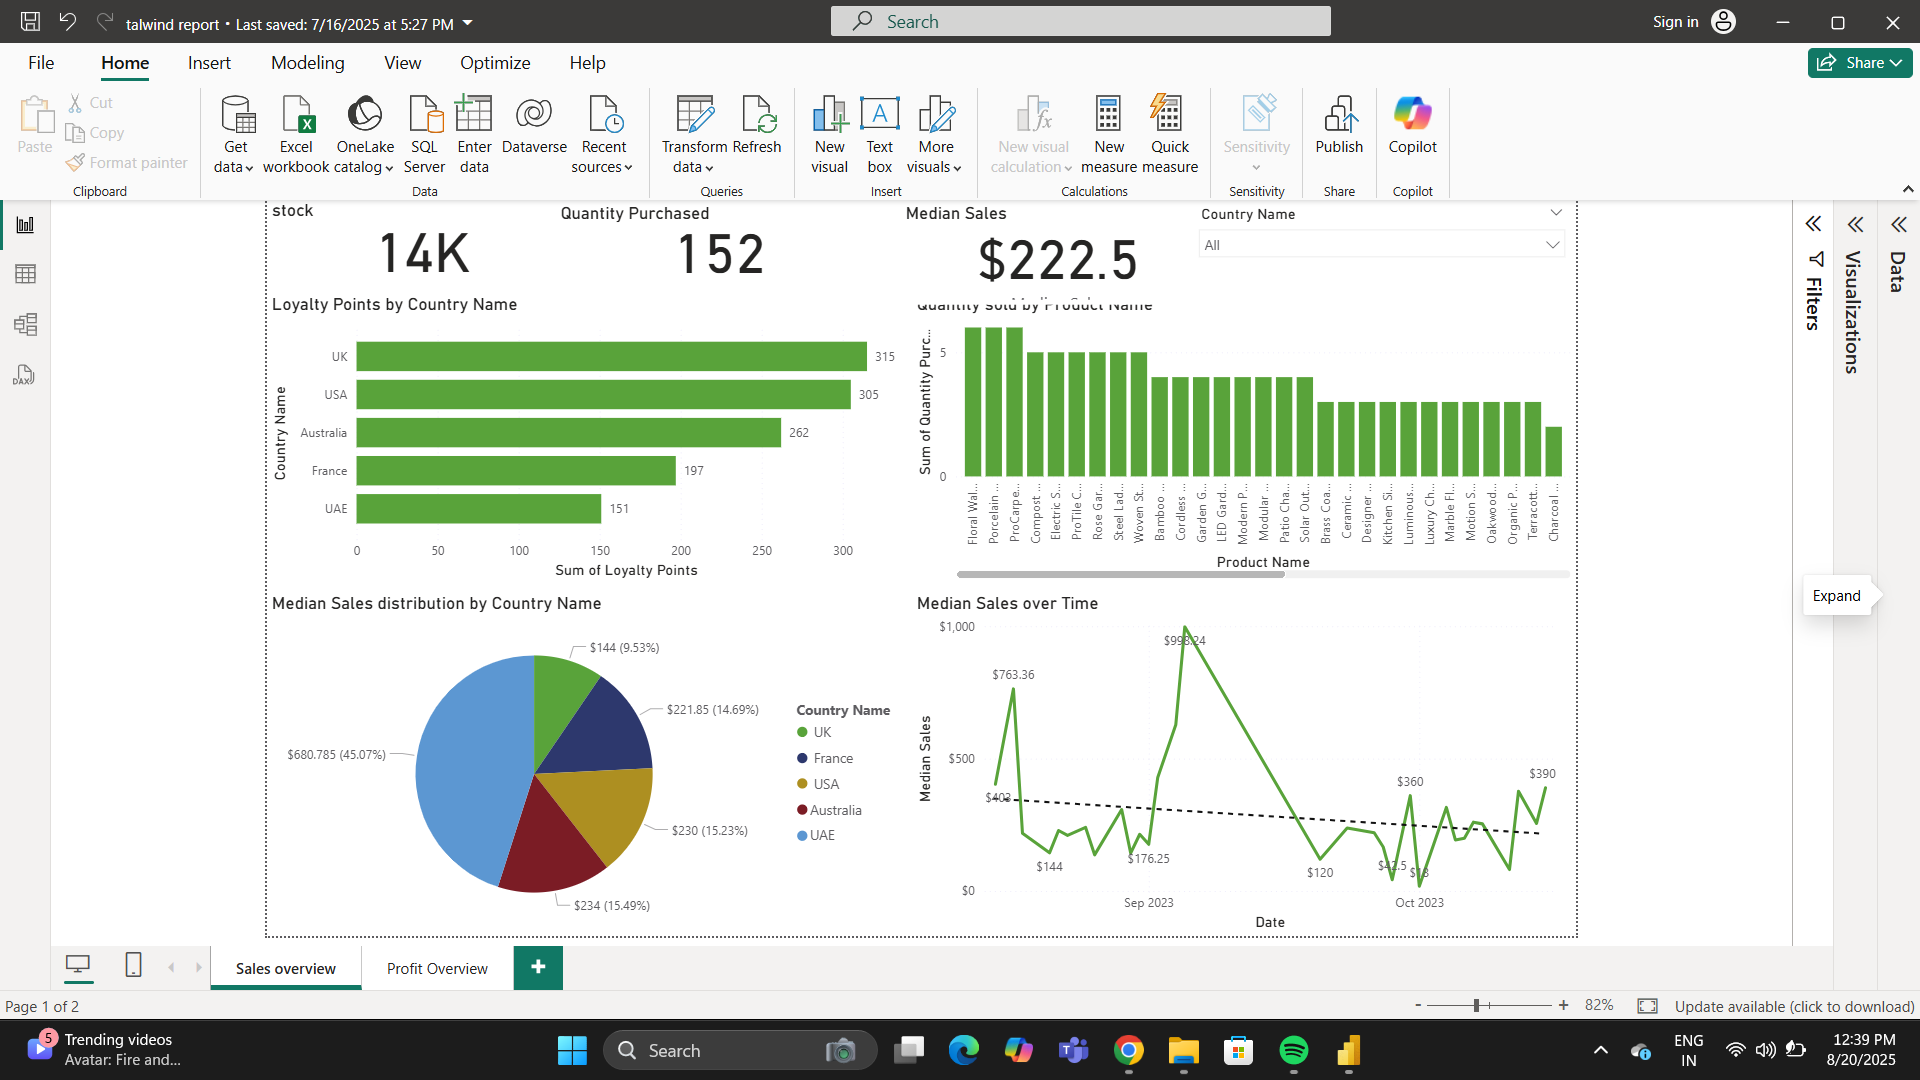 talwind report • Last saved: 7/16/2025 at 5:27 PM
Search
Sign in
File
Home
Insert
Modeling
View
Optimize
Help
Share
Paste
Cut
Copy
Format painter
Clipboard
Get data
Excel workbook
OneLake catalog
SQL Server
Enter data
Dataverse
Recent sources
Data
Transform data
Refresh
Queries
New visual
Text box
More visuals
Insert
New visual calculation
New measure
Quick measure
Calculations
Sensitivity
Sensitivity
Publish
Share
Copilot
Copilot
stock
14K
Quantity Purchased
152
Median Sales
$222.5
Country Name
All
Filters
Visualizations
Data
Expand
Loyalty Points by Country Name
Country Name
UK
315
USA
305
Australia
262
France
197
UAE
151
0
50
100
150
200
250
300
Sum of Loyalty Points
Quantity sold by Product Name
Sum of Quantity Purc...
5
0
Floral Wal...
Porcelain ...
ProCarpe...
Compost ...
Electric S...
ProTile C...
Rose Gar...
Steel Lad...
Woven St...
Bamboo ...
Cordless ...
Garden G...
LED Gard...
Modern P...
Modular ...
Patio Cha...
Solar Out...
Brass Coa...
Ceramic ...
Designer ...
Kitchen Si...
Luminous...
Luxury Ch...
Marble Fl...
Motion S...
Oakwood...
Organic P...
Terracott...
Charcoal ...
Product Name
Median Sales distribution by Country Name
$144 (9.53%)
$221.85 (14.69%)
$680.785 (45.07%)
$230 (15.23%)
$234 (15.49%)
Country Name
UK
France
USA
Australia
UAE
Median Sales over Time
Median Sales
$1,000
$500
$0
$403
$763.36
$144
$176.25
$998.24
$120
$42.5
$360
$18
$390
Sep 2023
Oct 2023
Date
Sales overview
Profit Overview
+
Page 1 of 2
- + 82%
Update available (click to download)
5
Trending videos
Avatar: Fire and...
Search
ENG
IN
12:39 PM
8/20/2025
DAX